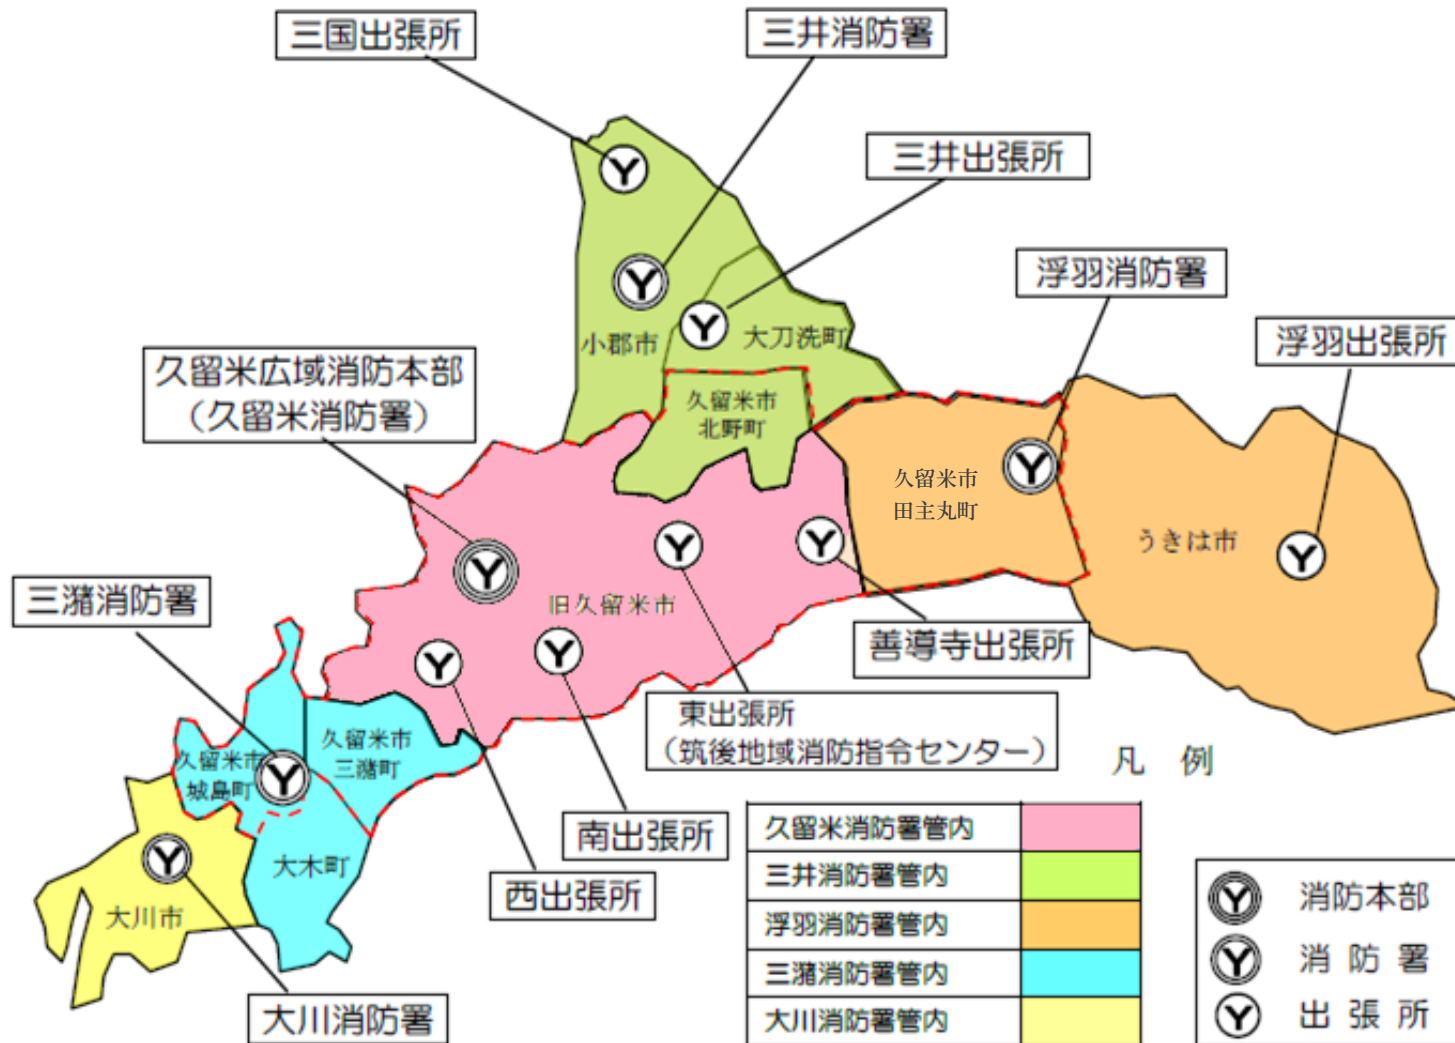 三国出張所
三井消防署
三井出張所
浮羽消防署
浮羽出張所
久留米広域消防本部
（久留米消防署）
小郡市
大刀洗町
久留米市
北野町
久留米市
田主丸町
うきは市
三潴消防署
旧久留米市
善導寺出張所
東出張所
（筑後地域消防指令センター）
久留米市
三潴町
久留米市
城島町
南出張所
西出張所
大木町
大川市
大川消防署
凡 例
久留米消防署管内
三井消防署管内
浮羽消防署管内
三潴消防署管内
大川消防署管内
消防本部
消 防 署
出 張 所